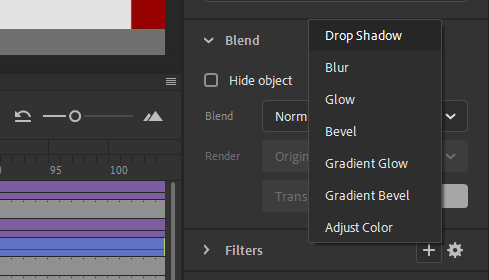 Blend
Hide object
Blend Norm
Render Origin
Trans
Filters
Drop Shadow
Blur
Glow
Bevel
Gradient Glow
Gradient Bevel
Adjust Color
95 100